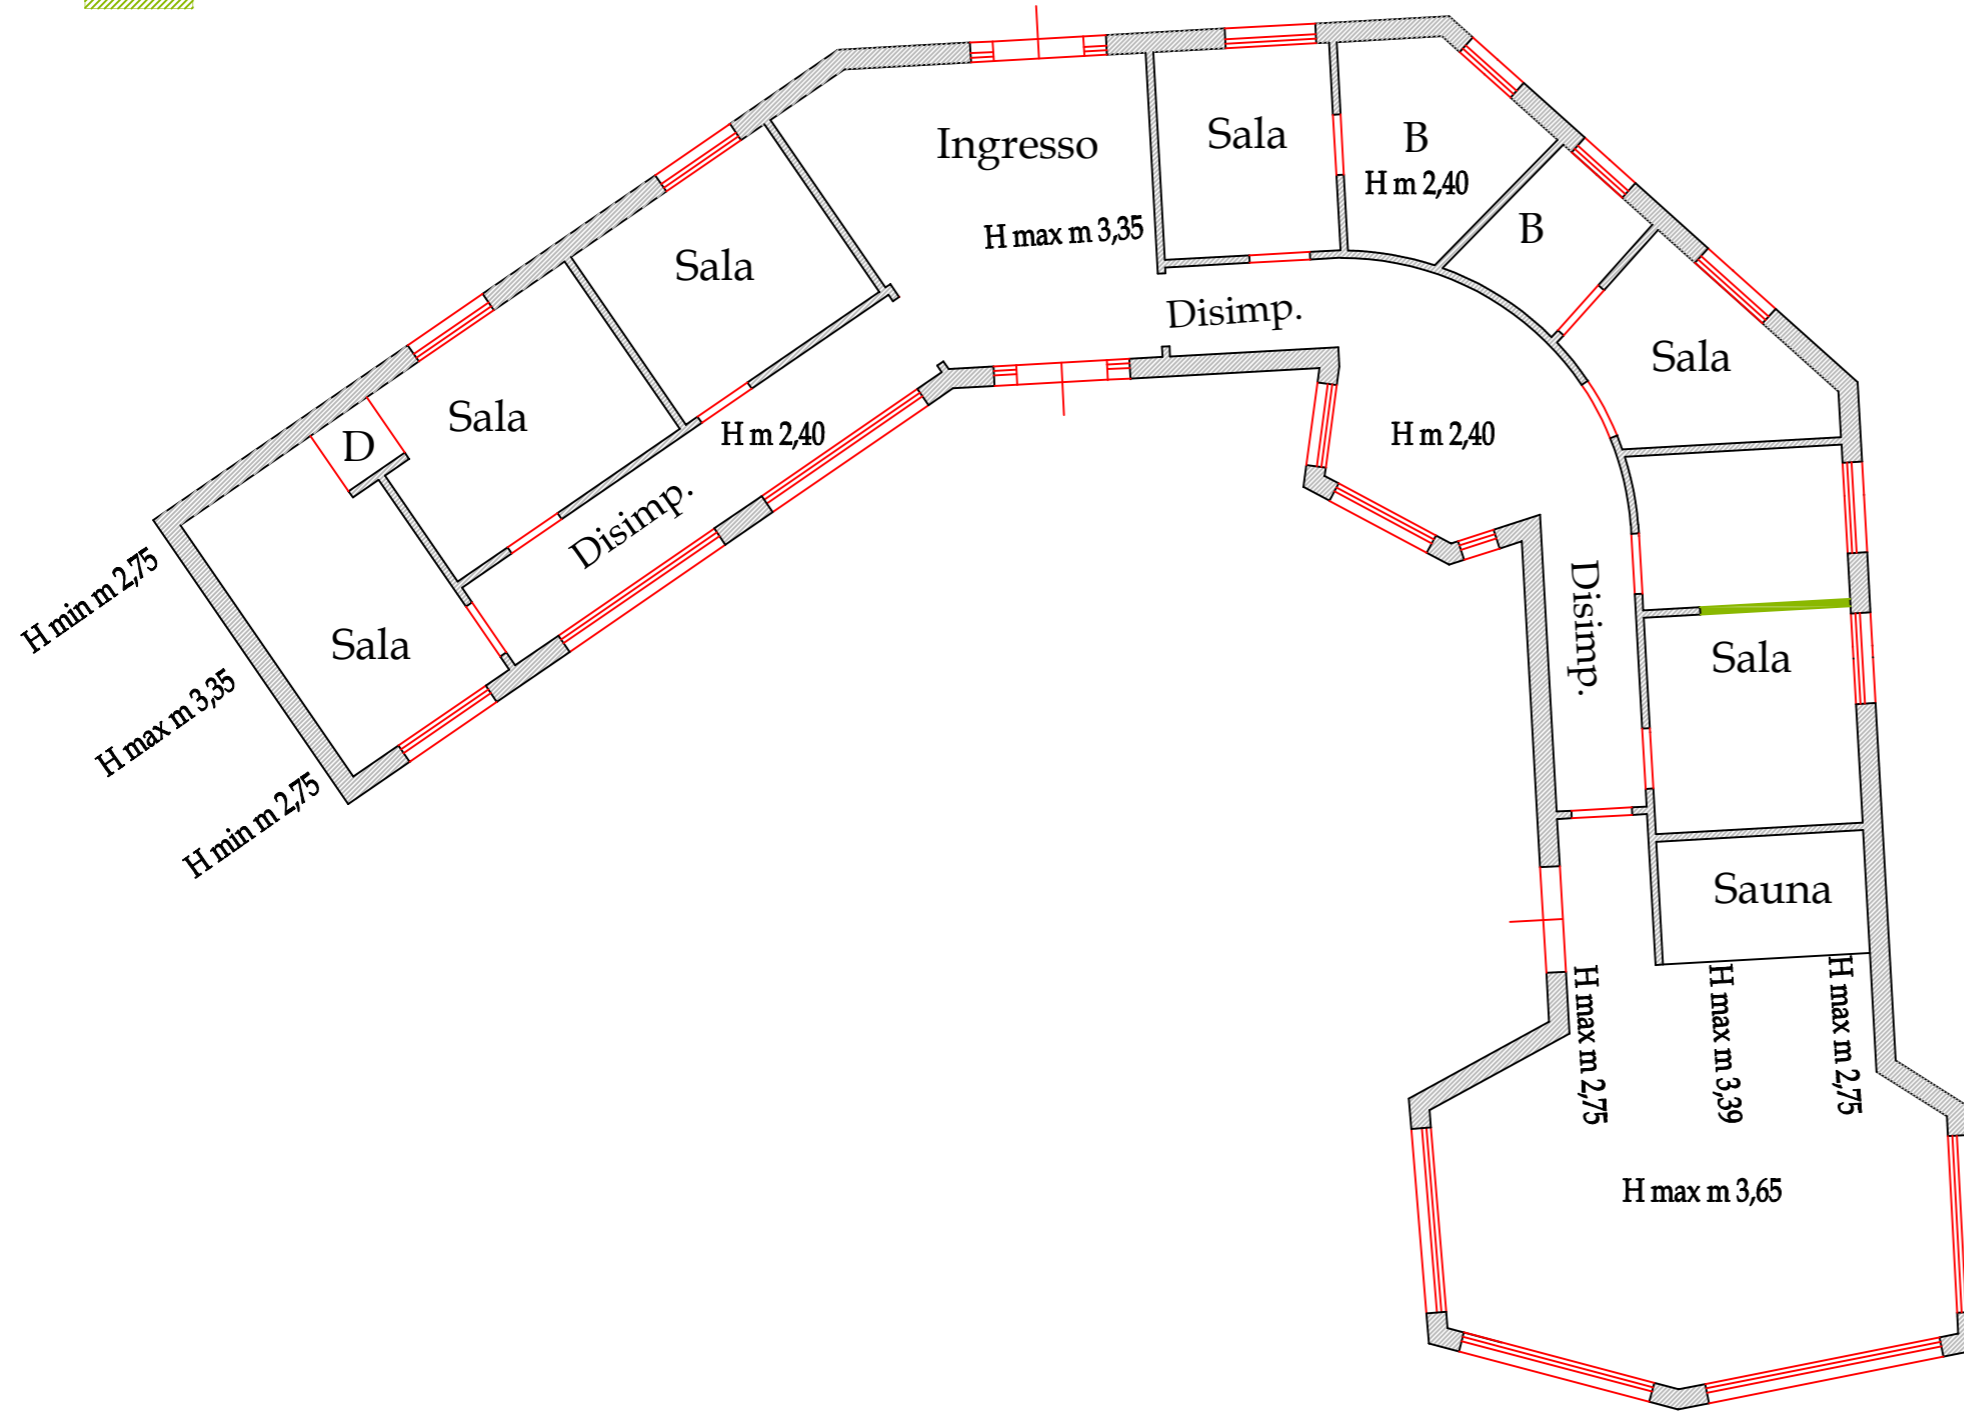 Ingresso
Sala
B
H m 2,40
H max m 3,35
B
Sala
Disimp.
Sala
Sala
H m 2,40
H m 2,40
D
Disimp.
H min m 2,75
Sala
H max m 3,35
H min m 2,75
Disimp.
Sala
Sauna
H max m 2,75
H max m 3,39
H max m 2,75
H max m 3,65